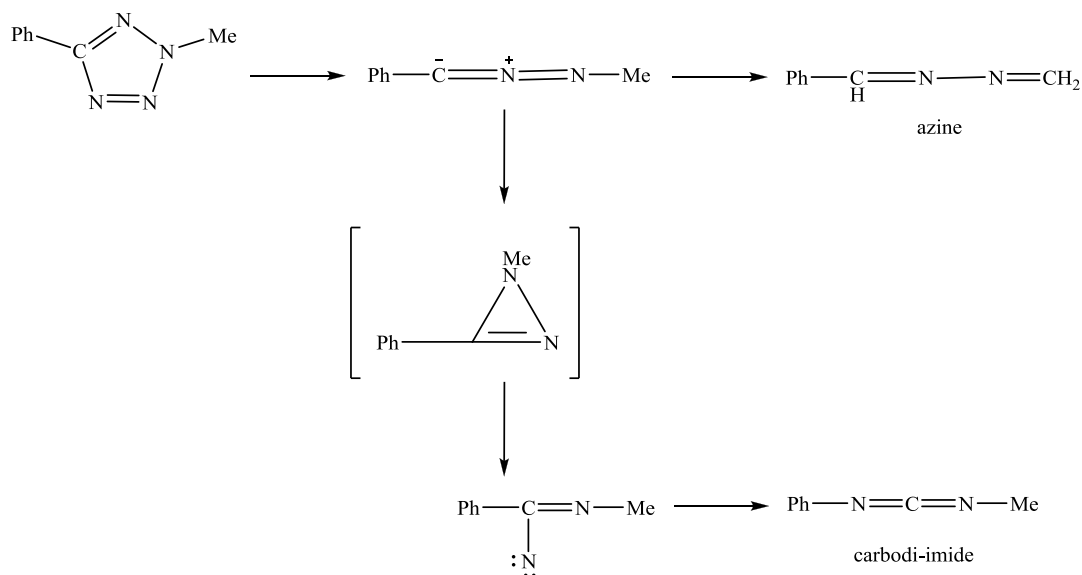 Ph C N N Me N N
Ph C̄ N⁺ N Me
Ph C H N N CH₂
azine
Me
N
Ph N
Ph C N Me
:N̤
Ph N C N Me
carbodi-imide